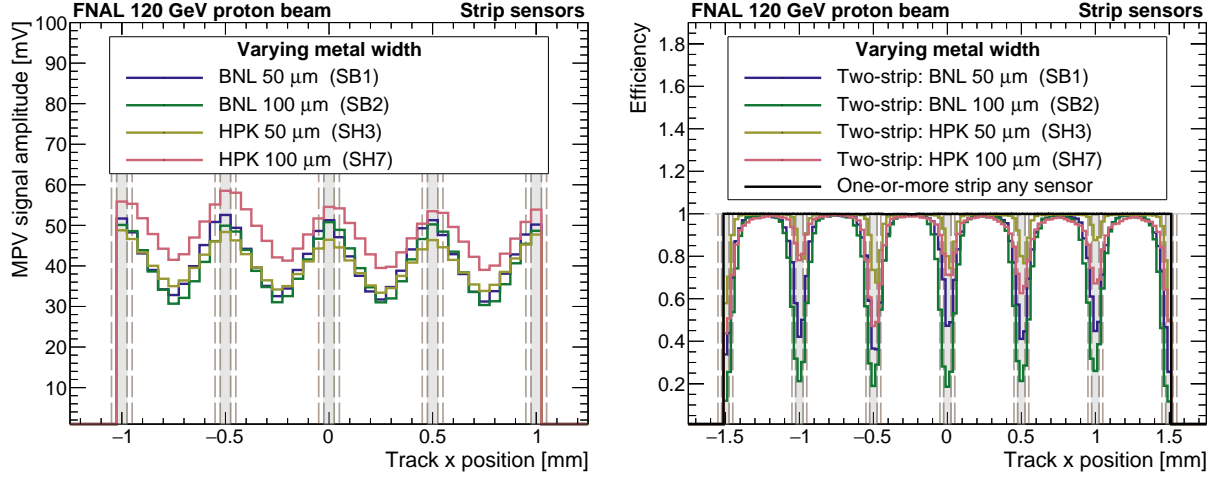 FNAL 120 GeV proton beam Strip sensors
Varying metal width
BNL 50 μm (SB1)
BNL 100 μm (SB2)
HPK 50 μm (SH3)
HPK 100 μm (SH7)
MPV signal amplitude [mV]
100
90
80
70
60
50
40
30
20
10
−1 −0.5 0 0.5 1
Track x position [mm]
FNAL 120 GeV proton beam Strip sensors
Varying metal width
Two-strip: BNL 50 μm (SB1)
Two-strip: BNL 100 μm (SB2)
Two-strip: HPK 50 μm (SH3)
Two-strip: HPK 100 μm (SH7)
One-or-more strip any sensor
Efficiency
1.8
1.6
1.4
1.2
1
0.8
0.6
0.4
0.2
−1.5 −1 −0.5 0 0.5 1 1.5
Track x position [mm]